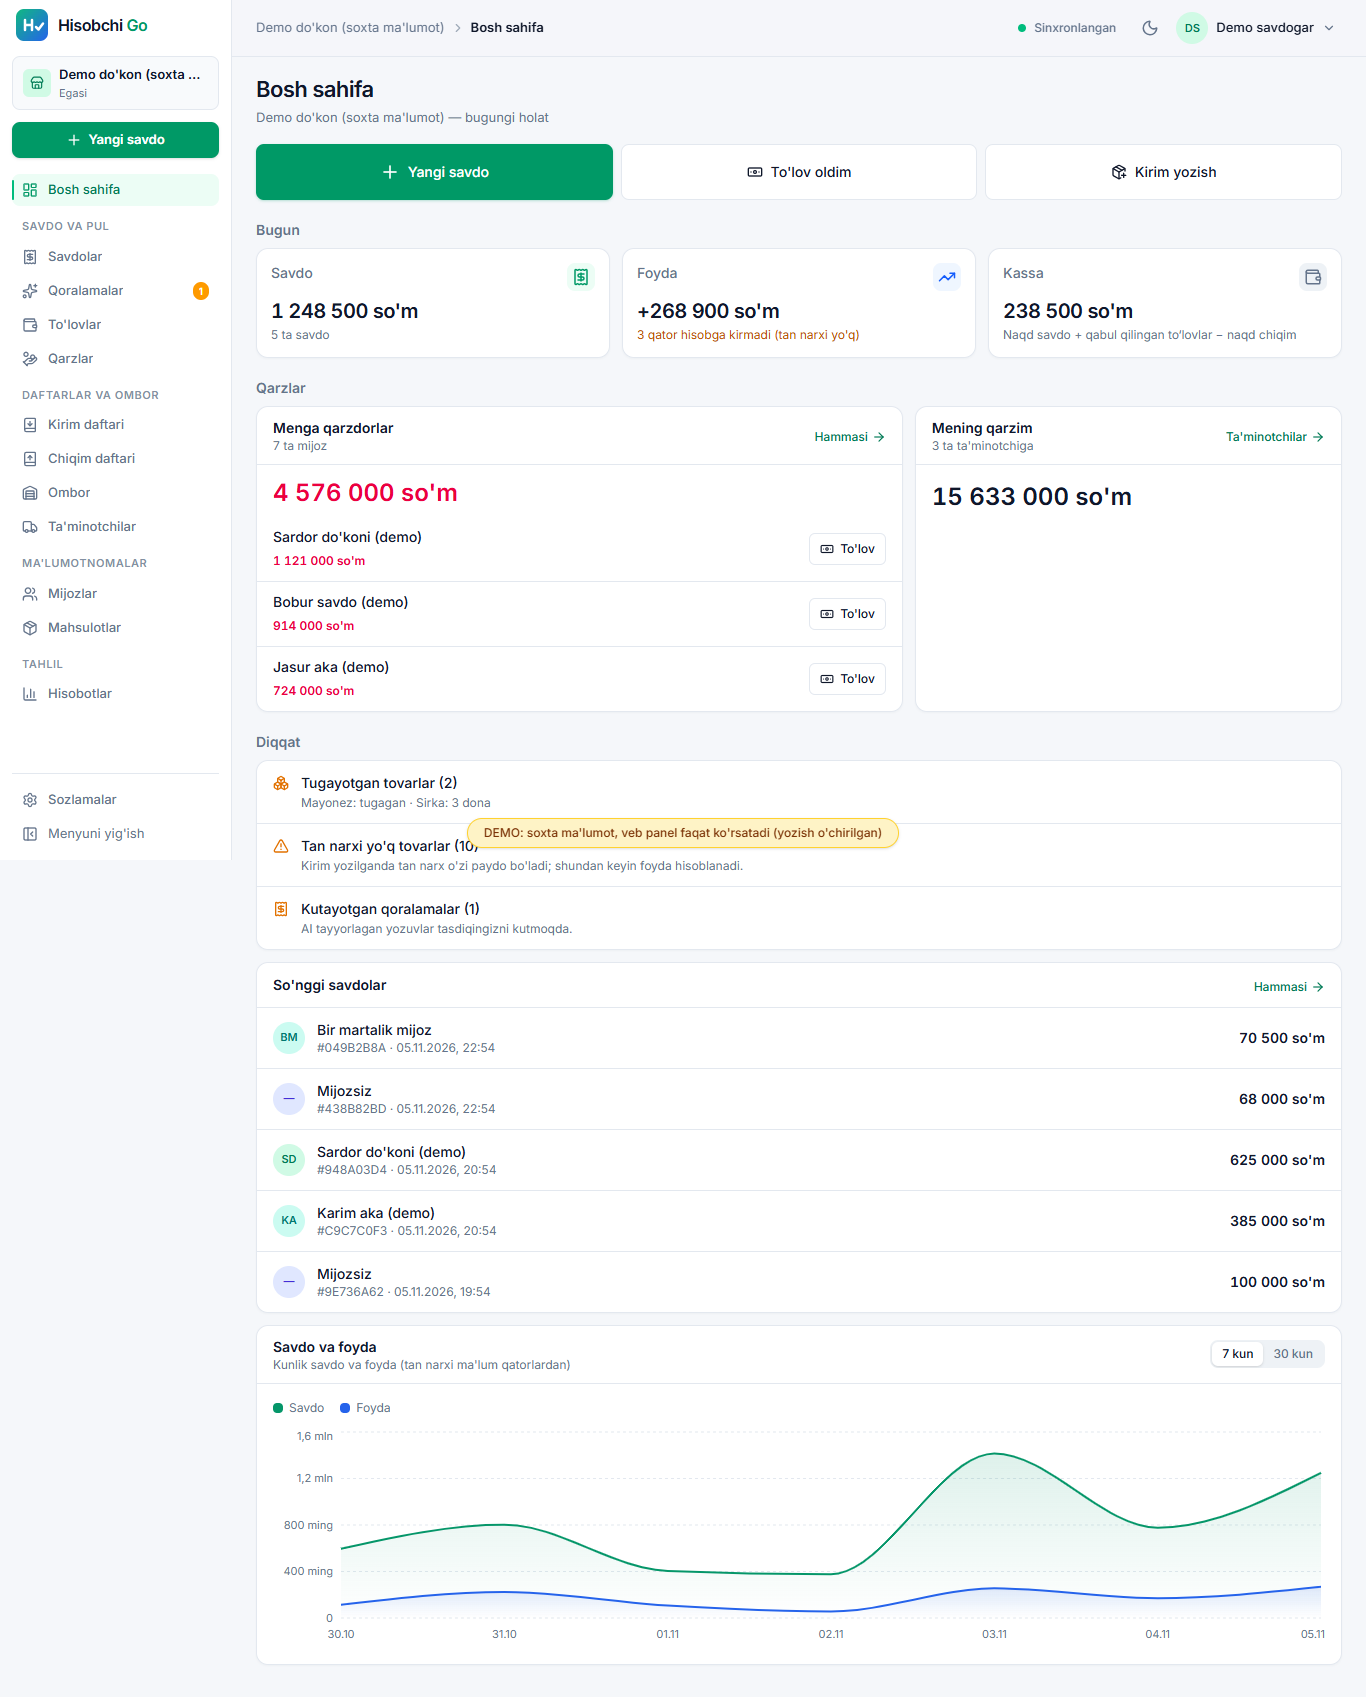 Hisobchi Go
Demo do'kon (soxta ...
Egasi
Yangi savdo
Bosh sahifa
SAVDO VA PUL
Savdolar
Qoralamalar
1
To'lovlar
Qarzlar
DAFTARLAR VA OMBOR
Kirim daftari
Chiqim daftari
Ombor
Ta'minotchilar
MA'LUMOTNOMALAR
Mijozlar
Mahsulotlar
TAHLIL
Hisobotlar
Sozlamalar
Menyuni yig'ish
Demo do'kon (soxta ma'lumot) > Bosh sahifa
Sinxronlangan
DS
Demo savdogar
Bosh sahifa
Demo do'kon (soxta ma'lumot) — bugungi holat
Yangi savdo
To'lov oldim
Kirim yozish
Bugun
Savdo
1 248 500 so'm
5 ta savdo
Foyda
+268 900 so'm
3 qator hisobga kirmadi (tan narxi yo'q)
Kassa
238 500 so'm
Naqd savdo + qabul qilingan to'lovlar − naqd chiqim
Qarzlar
Menga qarzdorlar
7 ta mijoz
Hammasi →
4 576 000 so'm
Sardor do'koni (demo)
1 121 000 so'm
To'lov
Bobur savdo (demo)
914 000 so'm
To'lov
Jasur aka (demo)
724 000 so'm
To'lov
Mening qarzim
3 ta ta'minotchiga
Ta'minotchilar →
15 633 000 so'm
Diqqat
Tugayotgan tovarlar (2)
Mayonez: tugagan · Sirka: 3 dona
DEMO: soxta ma'lumot, veb panel faqat ko'rsatadi (yozish o'chirilgan)
Tan narxi yo'q tovarlar (10)
Kirim yozilganda tan narx o'zi paydo bo'ladi; shundan keyin foyda hisoblanadi.
Kutayotgan qoralamalar (1)
AI tayyorlagan yozuvlar tasdiqingizni kutmoqda.
So'nggi savdolar
Hammasi →
BM
Bir martalik mijoz
#049B2B8A · 05.11.2026, 22:54
70 500 so'm
—
Mijozsiz
#438B82BD · 05.11.2026, 22:54
68 000 so'm
SD
Sardor do'koni (demo)
#948A03D4 · 05.11.2026, 20:54
625 000 so'm
KA
Karim aka (demo)
#C9C7C0F3 · 05.11.2026, 20:54
385 000 so'm
—
Mijozsiz
#9E736A62 · 05.11.2026, 19:54
100 000 so'm
Savdo va foyda
Kunlik savdo va foyda (tan narxi ma'lum qatorlardan)
7 kun
30 kun
Savdo
Foyda
1,6 mln
1,2 mln
800 ming
400 ming
0
30.10
31.10
01.11
02.11
03.11
04.11
05.11